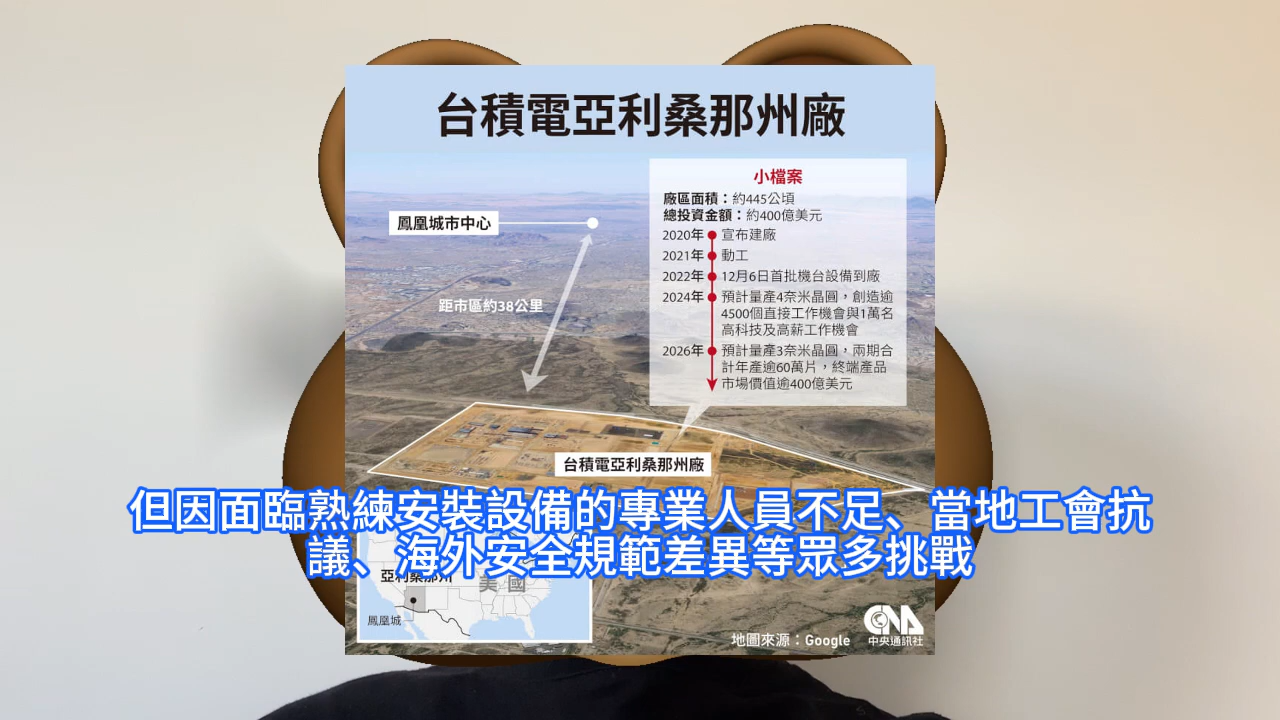 台積電亞利桑那州廠
小檔案
廠區面積：約445公頃
總投資金額：約400億美元
2020年 宣布建廠
2021年 動工
2022年 12月6日首批機台設備到廠
2024年 預計量產4奈米晶圓，創造逾
4500個直接工作機會與1萬名
高科技及高薪工作機會
2026年 預計量產3奈米晶圓，兩期合
計年產逾60萬片，終端產品
市場價值逾400億美元
鳳凰城市中心
距市區約38公里
台積電亞利桑那州廠
但因面臨熟練安裝設備的專業人員不足、當地工會抗
議、海外安全規範差異等眾多挑戰
亞利桑那州
美國
鳳凰城
地圖來源：Google
CNA
中央通訊社